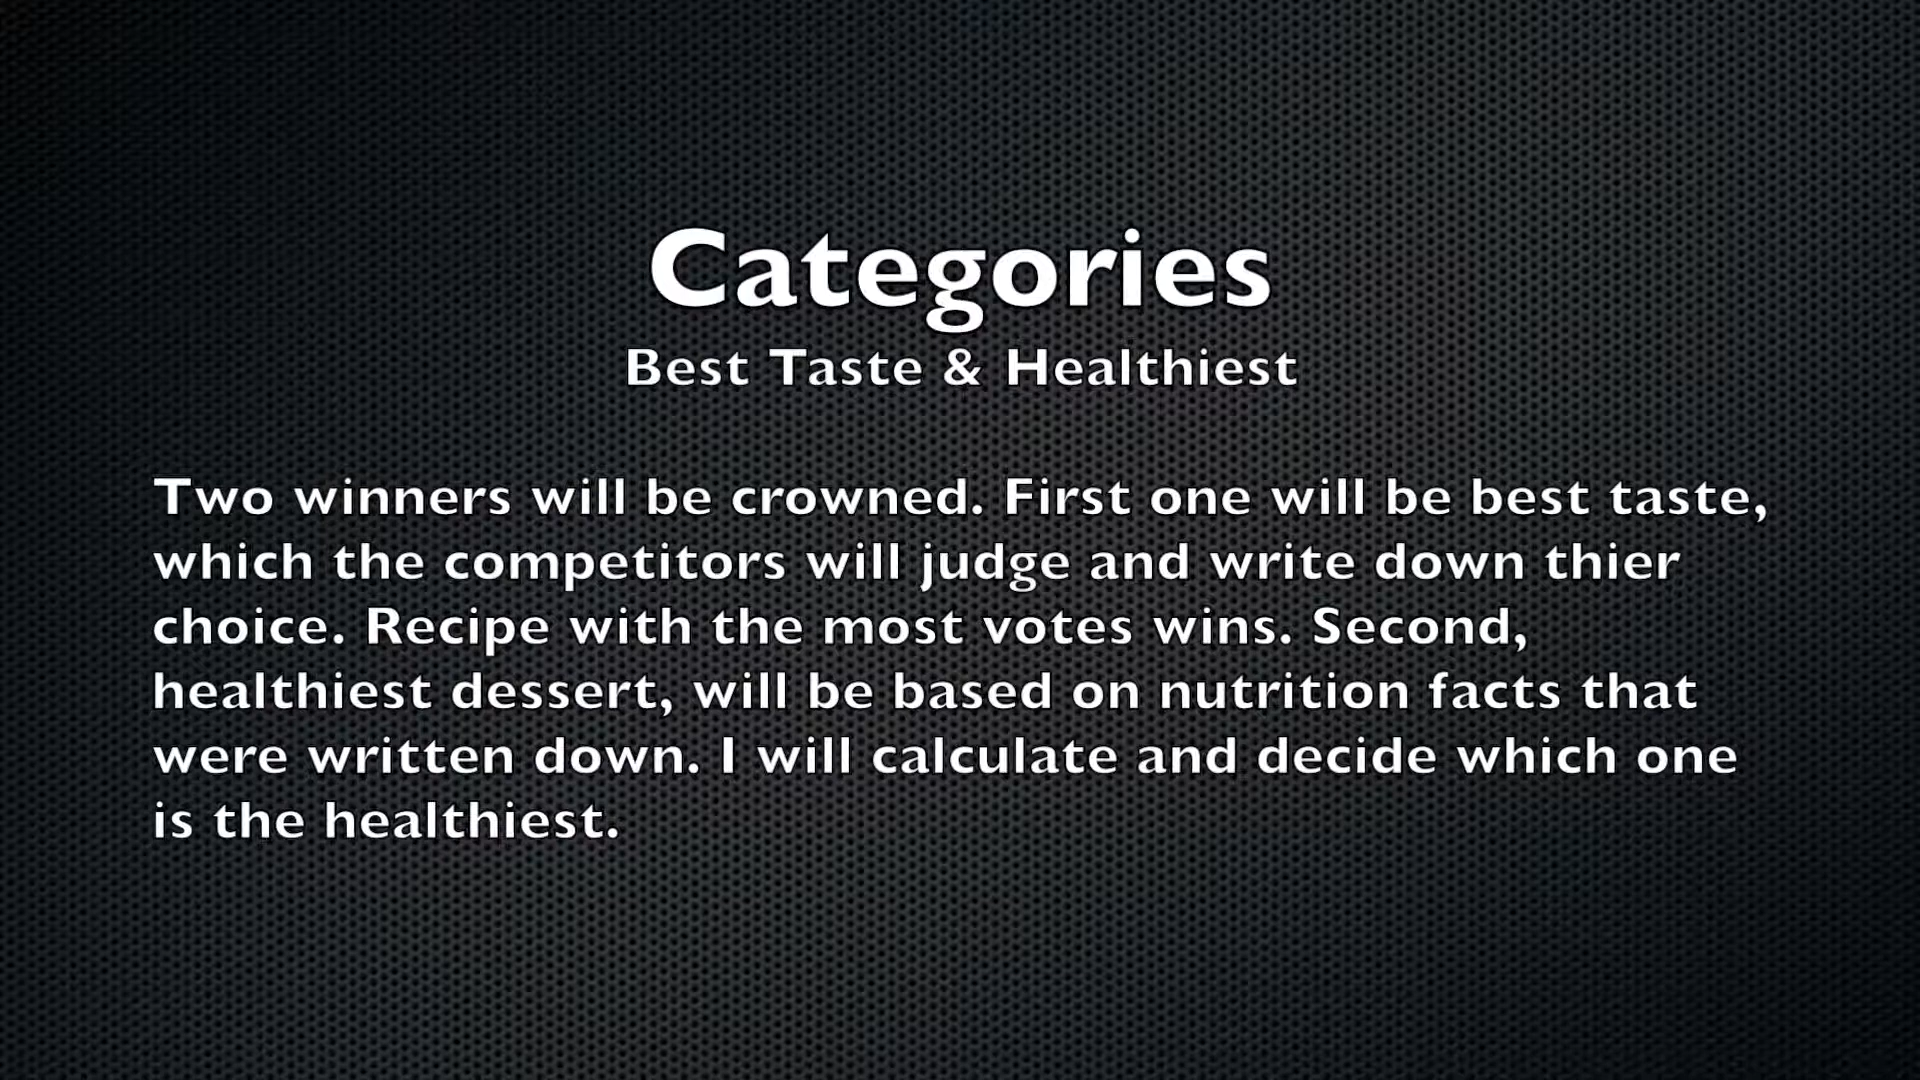 Categories
Best Taste & Healthiest
Two winners will be crowned. First one will be best taste,
which the competitors will judge and write down thier
choice. Recipe with the most votes wins. Second,
healthiest dessert, will be based on nutrition facts that
were written down. I will calculate and decide which one
is the healthiest.